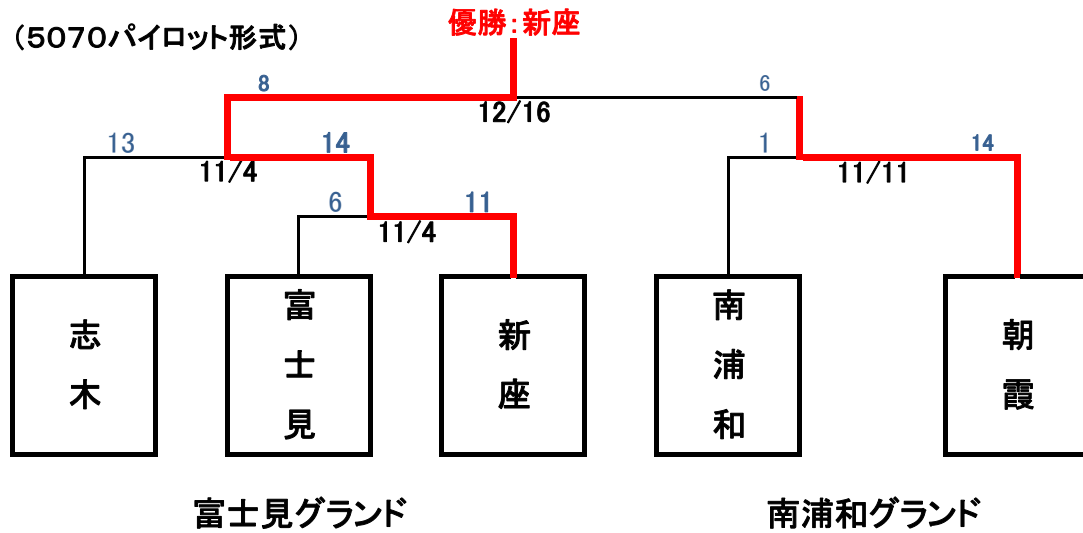 優勝:新座
(5070パイロット形式)
8
6
12/16
13
14
1
14
11/4
11/11
6
11
11/4
志木
富士見
新座
南浦和
朝霞
富士見グランド
南浦和グランド